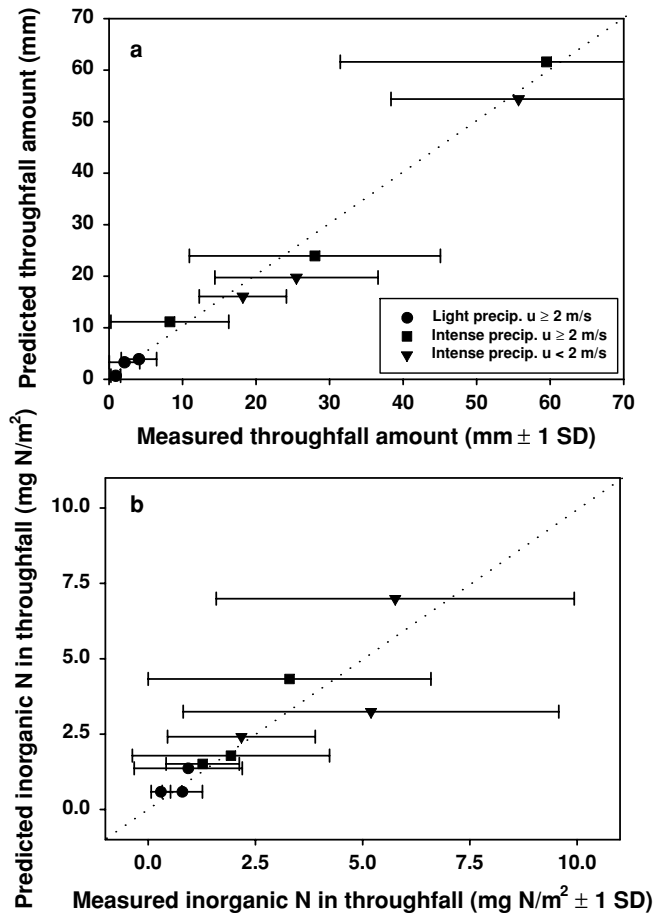 70
60
50
40
30
20
10
0
Predicted throughfall amount (mm)
a
Light precip. u ≥ 2 m/s
Intense precip. u ≥ 2 m/s
Intense precip. u < 2 m/s
0 10 20 30 40 50 60 70
Measured throughfall amount (mm ± 1 SD)
10.0
7.5
5.0
2.5
0.0
Predicted inorganic N in throughfall (mg N/m²)
b
0.0 2.5 5.0 7.5 10.0
Measured inorganic N in throughfall (mg N/m² ± 1 SD)